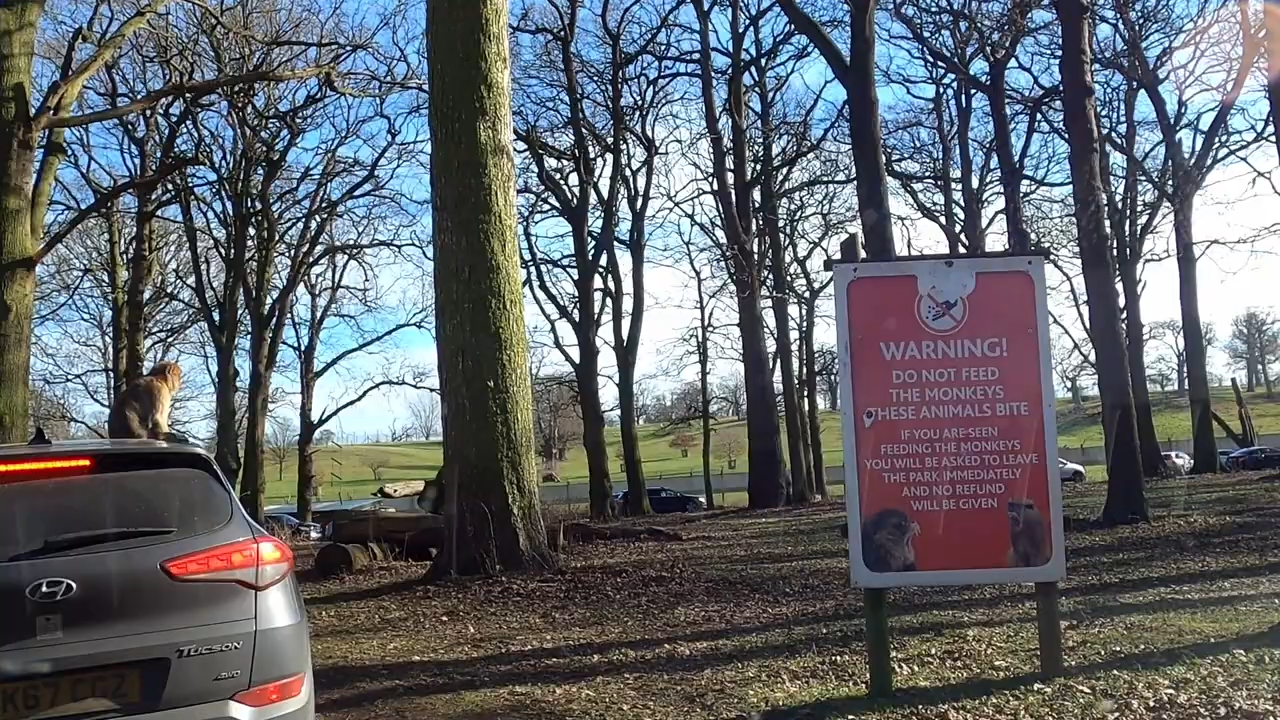 WARNING!
DO NOT FEED
THE MONKEYS
THESE ANIMALS BITE
IF YOU ARE SEEN
FEEDING THE MONKEYS
YOU WILL BE ASKED TO LEAVE
THE PARK IMMEDIATELY
AND NO REFUND
WILL BE GIVEN
TUCSON
4WD